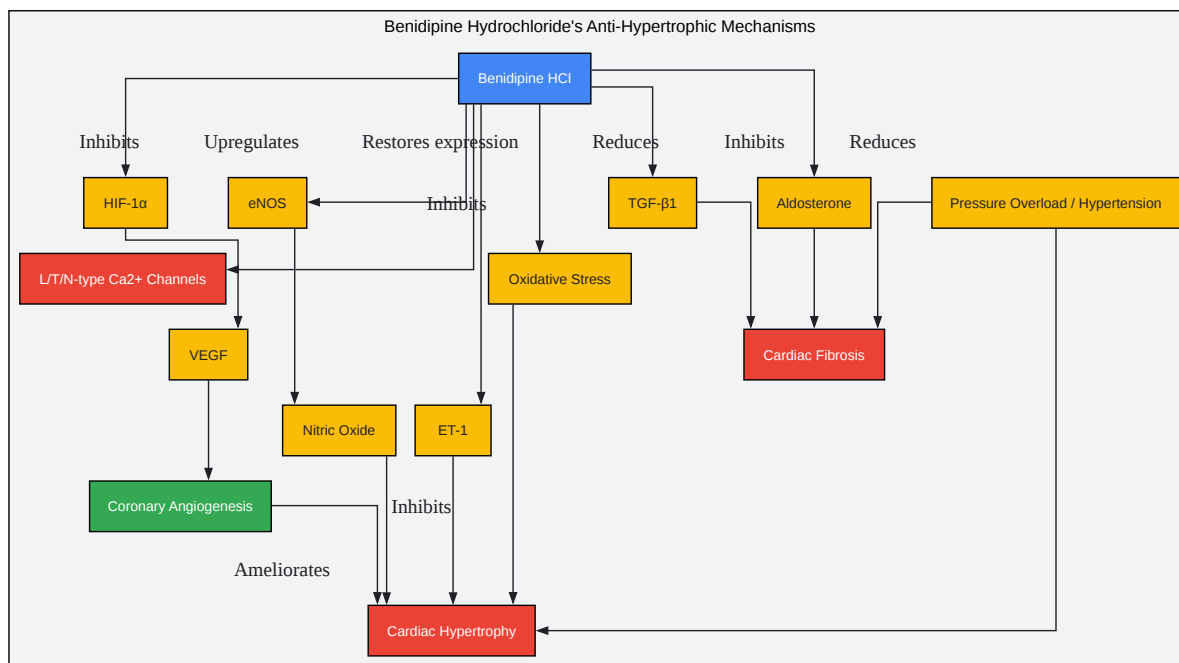 Benidipine Hydrochloride's Anti-Hypertrophic Mechanisms
Benidipine HCl
Inhibits
Upregulates
Restores expression
Reduces
Inhibits
Reduces
HIF-1α
eNOS
Inhibits
TGF-β1
Aldosterone
Pressure Overload / Hypertension
L/T/N-type Ca2+ Channels
Oxidative Stress
VEGF
Cardiac Fibrosis
Nitric Oxide
ET-1
Coronary Angiogenesis
Inhibits
Ameliorates
Cardiac Hypertrophy